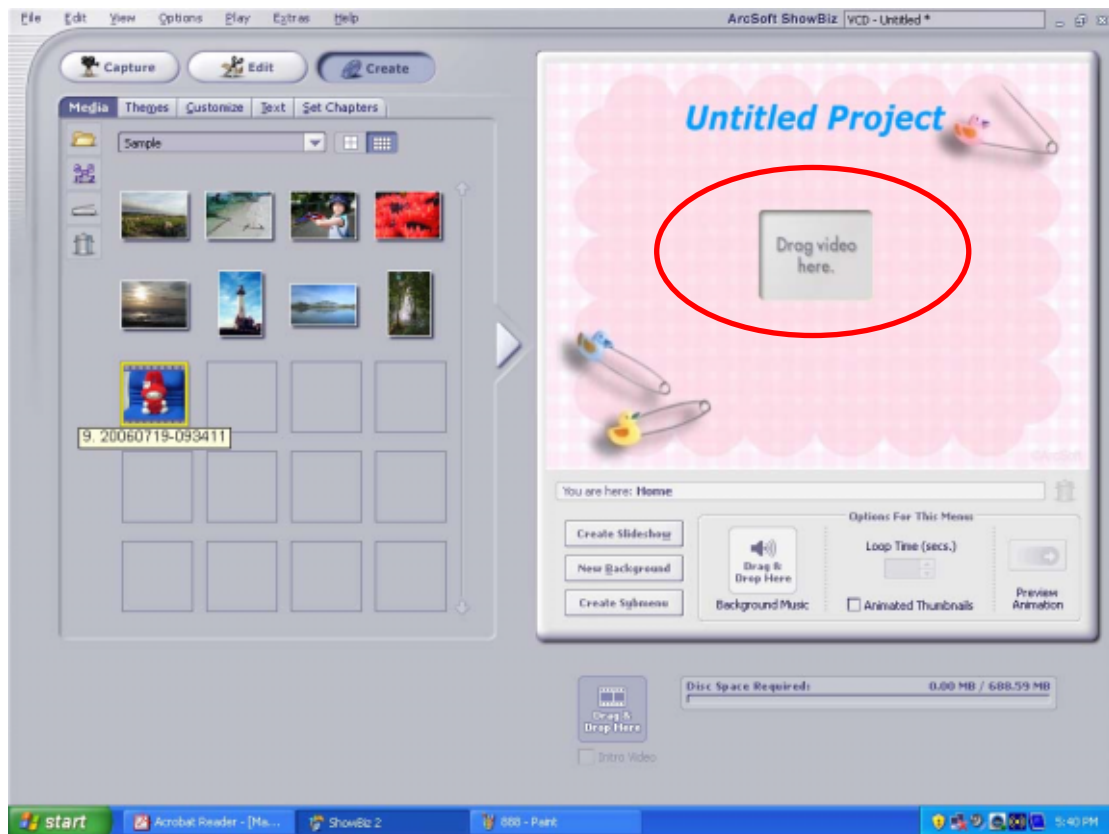 File Edit View Options Play Extras Help ArcSoft ShowBiz VCD - Untitled *
Capture Edit Create
Media Themes Customize Text Set Chapters
Sample
Untitled Project
Drag video
here.
9. 20060719-093411
©ArcSoft
You are here: Home
Create Slideshow
New Background
Create Submenu
Drag &
Drop Here
Background Music
Options For This Menu
Loop Time (secs.)
Animated Thumbnails
Preview
Animation
Drag &
Drop Here
Intro Video
Disc Space Required: 0.00 MB / 688.59 MB
start Acrobat Reader - [Ma... ShowBiz 2 888 - Paint 5:40 PM